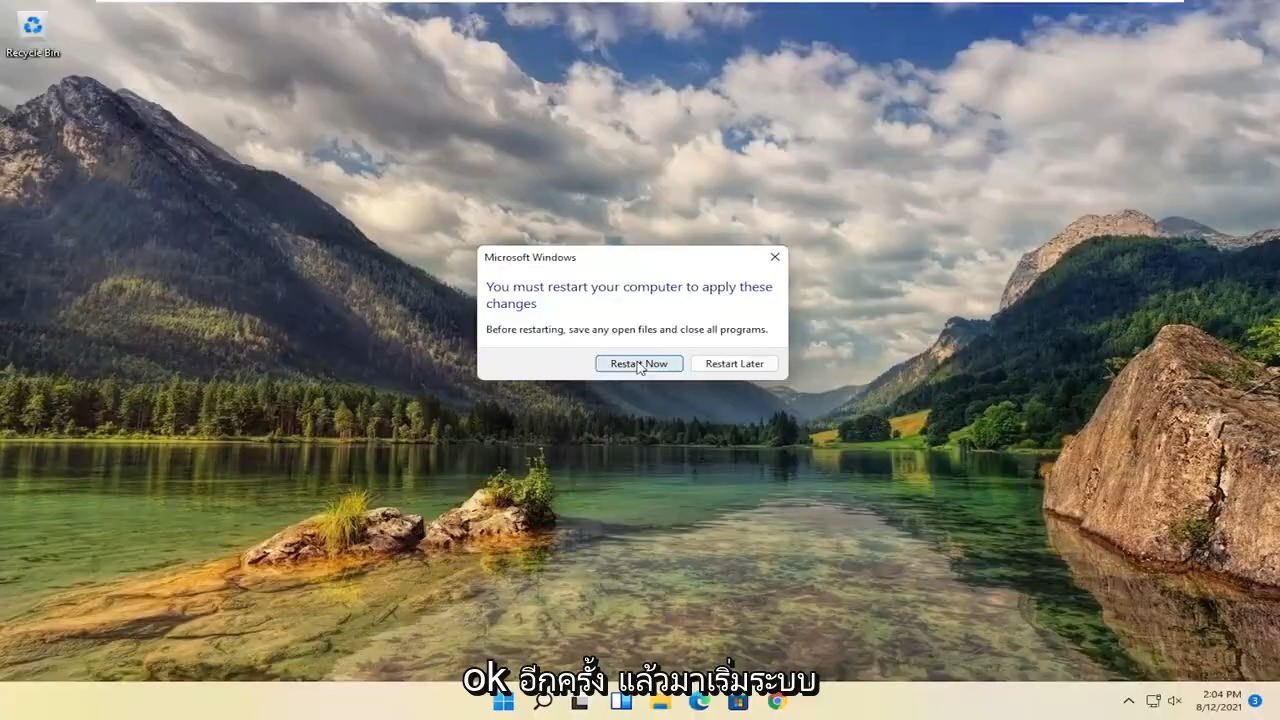 Recycle Bin
Microsoft Windows
You must restart your computer to apply these
changes
Before restarting, save any open files and close all programs.
Restart Now
Restart Later
ok อีกครั้ง แล้วมาเริ่มระบบ
2:04 PM
8/12/2021
3